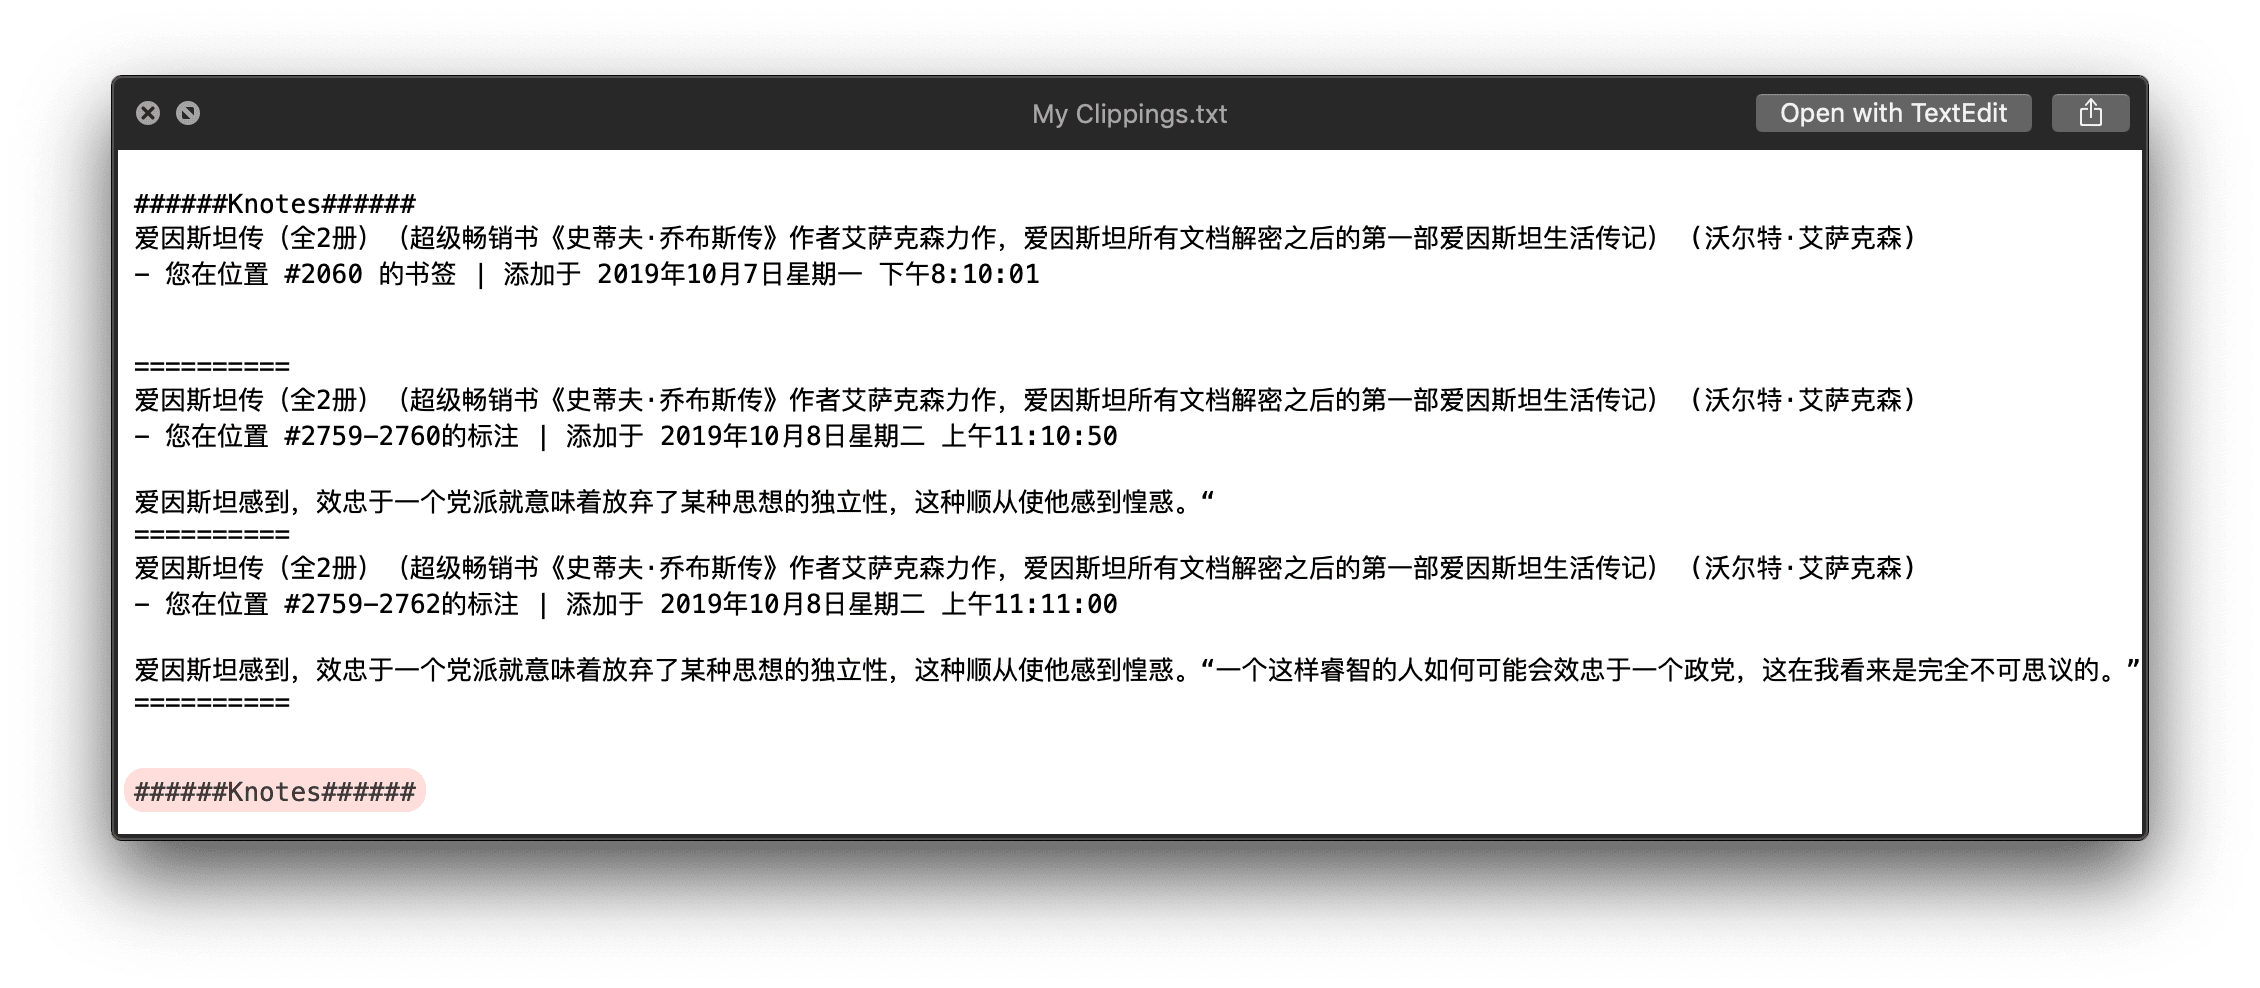 My Clippings.txt
Open with TextEdit
######Knotes######
爱因斯坦传（全2册）（超级畅销书《史蒂夫·乔布斯传》作者艾萨克森力作，爱因斯坦所有文档解密之后的第一部爱因斯坦生活传记） (沃尔特·艾萨克森)
- 您在位置 #2060 的书签 | 添加于 2019年10月7日星期一 下午8:10:01
==========
爱因斯坦传（全2册）（超级畅销书《史蒂夫·乔布斯传》作者艾萨克森力作，爱因斯坦所有文档解密之后的第一部爱因斯坦生活传记） (沃尔特·艾萨克森)
- 您在位置 #2759-2760的标注 | 添加于 2019年10月8日星期二 上午11:10:50
爱因斯坦感到，效忠于一个党派就意味着放弃了某种思想的独立性，这种顺从使他感到惶惑。“
==========
爱因斯坦传（全2册）（超级畅销书《史蒂夫·乔布斯传》作者艾萨克森力作，爱因斯坦所有文档解密之后的第一部爱因斯坦生活传记） (沃尔特·艾萨克森)
- 您在位置 #2759-2762的标注 | 添加于 2019年10月8日星期二 上午11:11:00
爱因斯坦感到，效忠于一个党派就意味着放弃了某种思想的独立性，这种顺从使他感到惶惑。“一个这样睿智的人如何可能会效忠于一个政党，这在我看来是完全不可思议的。”
==========
######Knotes######